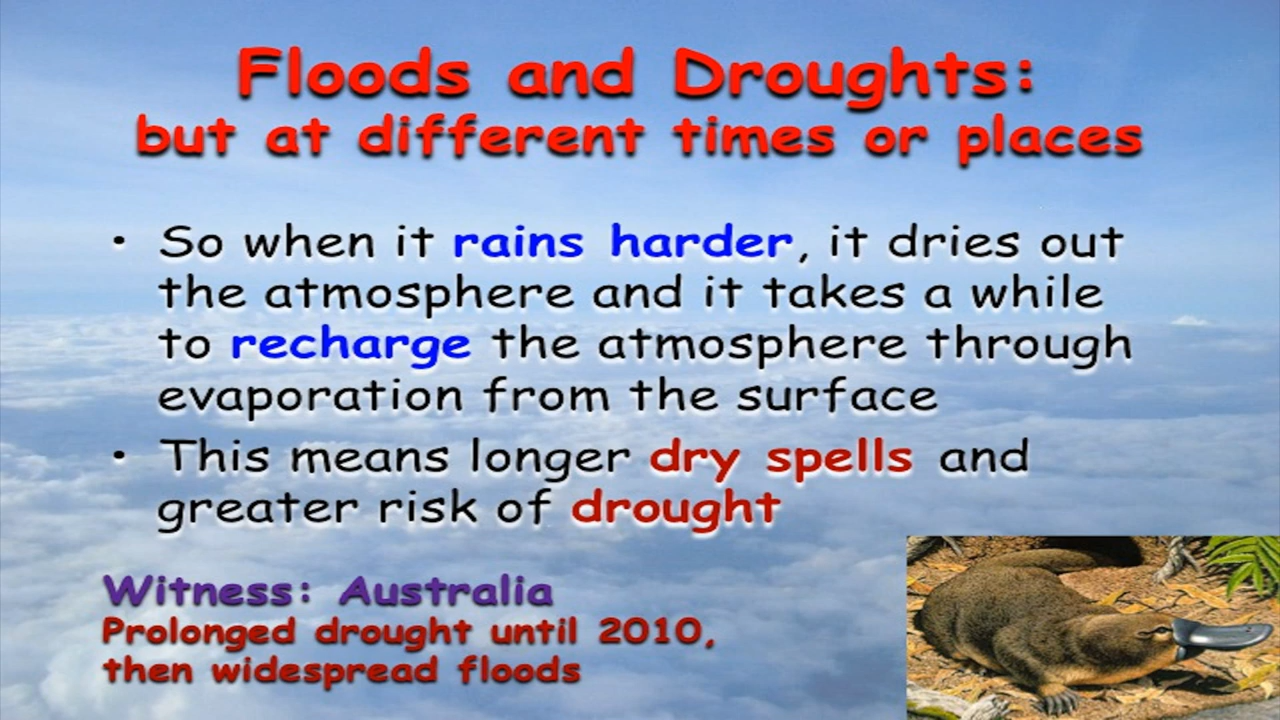 Floods and Droughts:
but at different times or places
• So when it rains harder, it dries out
the atmosphere and it takes a while
to recharge the atmosphere through
evaporation from the surface
• This means longer dry spells and
greater risk of drought
Witness: Australia
Prolonged drought until 2010,
then widespread floods